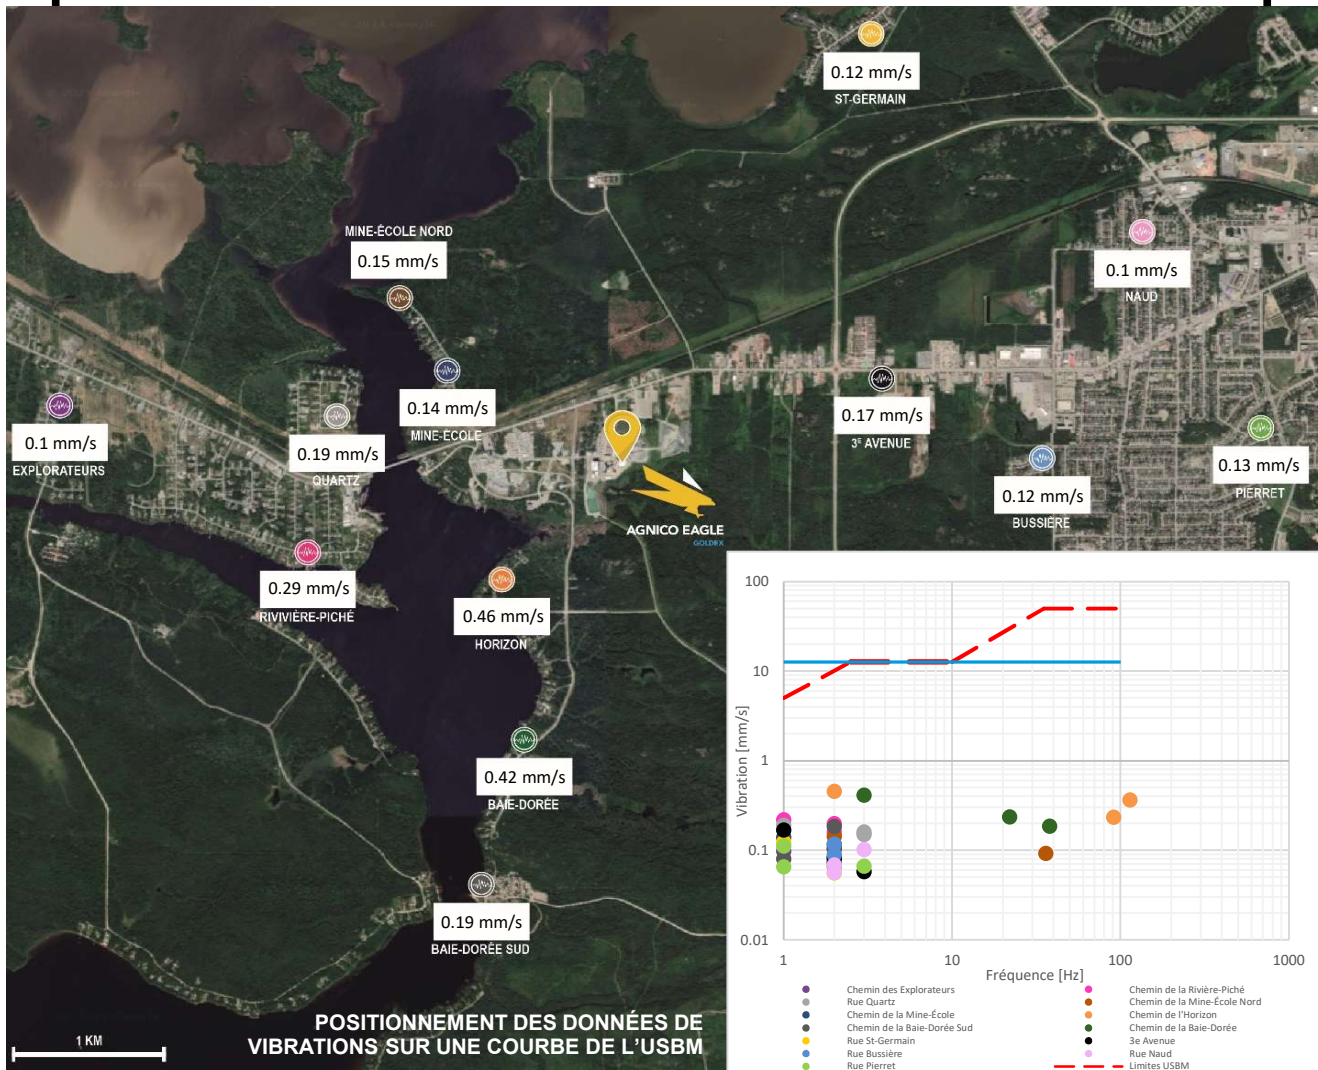 0.12 mm/s
ST-GERMAIN
MINE-ÉCOLE NORD
0.15 mm/s
0.1 mm/s
NAUD
0.14 mm/s
MINE-ÉCOLE
0.17 mm/s
3E AVENUE
0.1 mm/s
EXPLORATEURS
0.19 mm/s
QUARTZ
0.13 mm/s
PIERRET
0.12 mm/s
BUSSIÈRE
AGNICO EAGLE
GOLDEX
0.29 mm/s
RIVIVIÈRE-PICHÉ
0.46 mm/s
HORIZON
0.42 mm/s
BAIE-DORÉE
0.19 mm/s
BAIE-DORÉE SUD
POSITIONNEMENT DES DONNÉES DE
VIBRATIONS SUR UNE COURBE DE L'USBM
1 KM
100
10
1
0.1
0.01
Vibration [mm/s]
1 10 100 1000
Fréquence [Hz]
Chemin des Explorateurs
Chemin de la Rivière-Piché
Rue Quartz
Chemin de la Mine-École Nord
Chemin de la Mine-École
Chemin de l'Horizon
Chemin de la Baie-Dorée Sud
Chemin de la Baie-Dorée
Rue St-Germain
3e Avenue
Rue Bussière
Rue Naud
Rue Pierret
Limites USBM